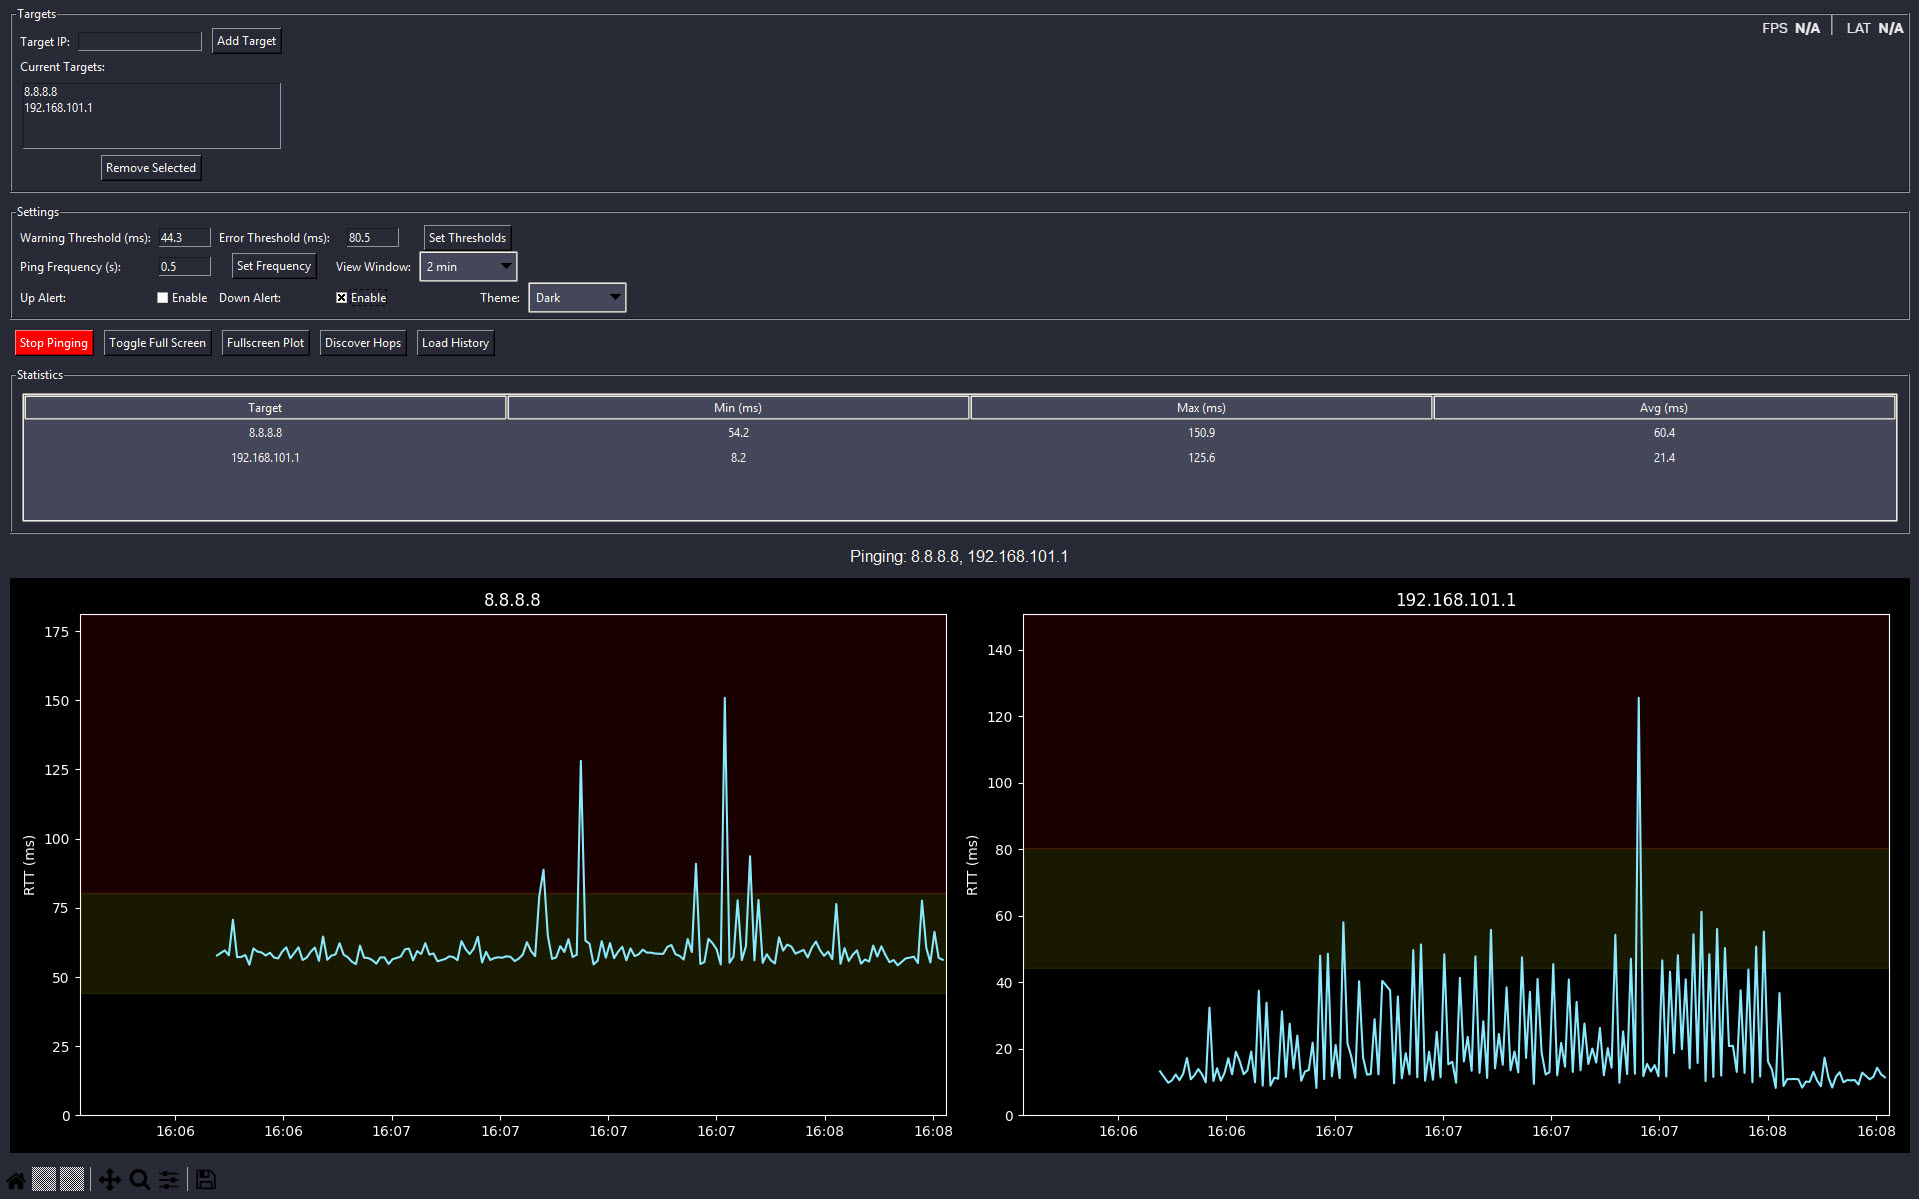 Targets
FPS N/A | LAT N/A
Target IP: Add Target
Current Targets:
8.8.8.8
192.168.101.1
Remove Selected
Settings
Warning Threshold (ms): 44.3 Error Threshold (ms): 80.5 Set Thresholds
Ping Frequency (s): 0.5 Set Frequency View Window: 2 min
Up Alert: Enable Down Alert: Enable Theme: Dark
Stop Pinging Toggle Full Screen Fullscreen Plot Discover Hops Load History
Statistics
Target Min (ms) Max (ms) Avg (ms)
8.8.8.8 54.2 150.9 60.4
192.168.101.1 8.2 125.6 21.4
Pinging: 8.8.8.8, 192.168.101.1
8.8.8.8
175
150
125
100
75
50
25
0
RTT (ms)
16:06 16:06 16:07 16:07 16:07 16:07 16:08 16:08
192.168.101.1
140
120
100
80
60
40
20
0
RTT (ms)
16:06 16:06 16:07 16:07 16:07 16:07 16:08 16:08